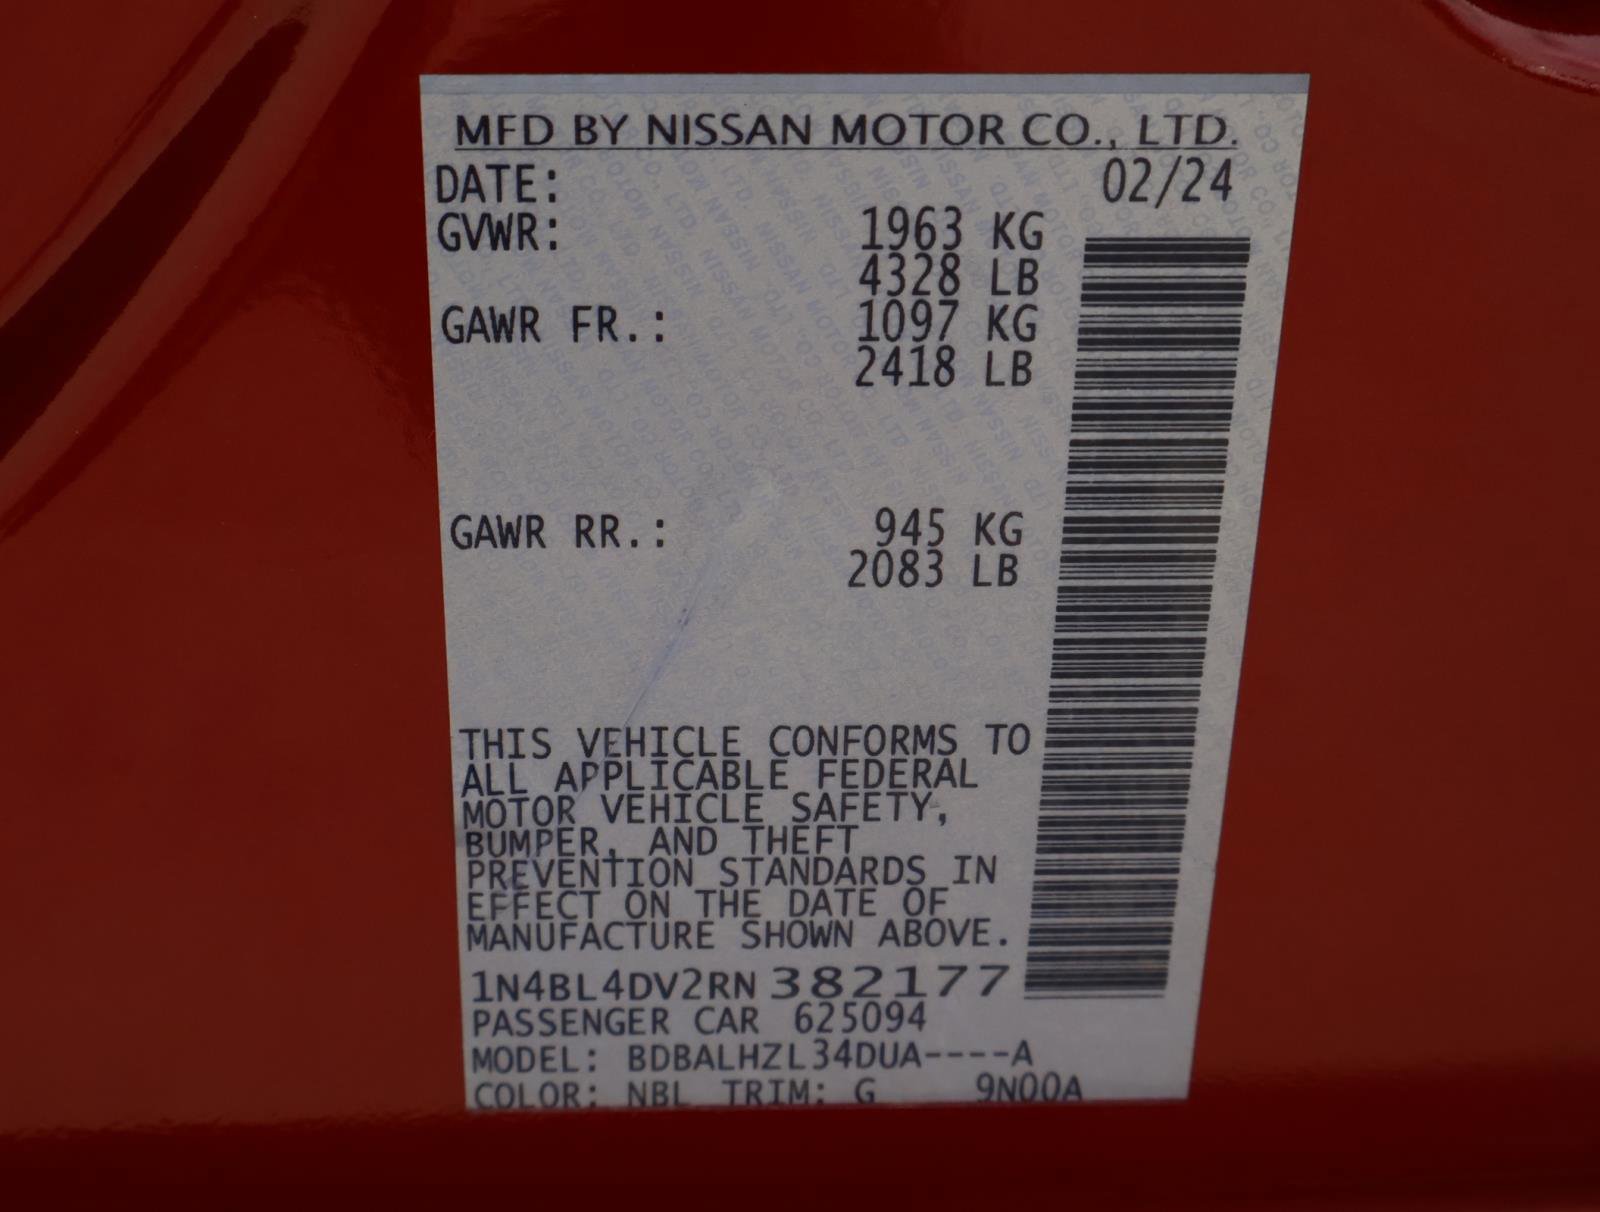 MFD BY NISSAN MOTOR CO., LTD.
DATE: 02/24
GVWR: 1963 KG
4328 LB
GAWR FR.: 1097 KG
2418 LB
GAWR RR.: 945 KG
2083 LB
THIS VEHICLE CONFORMS TO
ALL APPLICABLE FEDERAL
MOTOR VEHICLE SAFETY,
BUMPER, AND THEFT
PREVENTION STANDARDS IN
EFFECT ON THE DATE OF
MANUFACTURE SHOWN ABOVE.
1N4BL4DV2RN382177
PASSENGER CAR 625094
MODEL: BDBALHZL34DUA----A
COLOR: NBL TRIM: G 9N00A